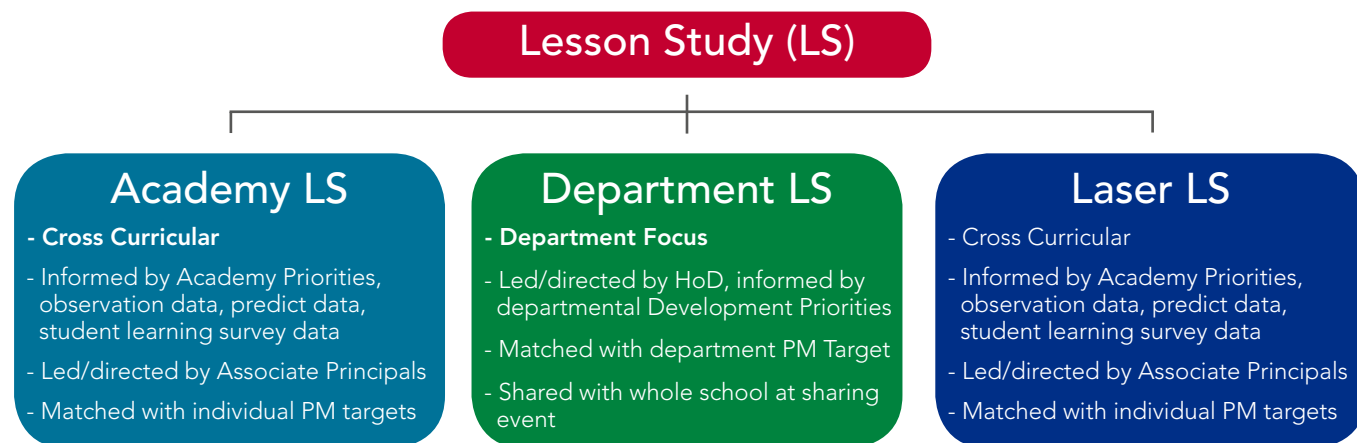 Lesson Study (LS)
Academy LS
- Cross Curricular
- Informed by Academy Priorities,
observation data, predict data,
student learning survey data
- Led/directed by Associate Principals
- Matched with individual PM targets
Department LS
- Department Focus
- Led/directed by HoD, informed by
departmental Development Priorities
- Matched with department PM Target
- Shared with whole school at sharing
event
Laser LS
- Cross Curricular
- Informed by Academy Priorities,
observation data, predict data,
student learning survey data
- Led/directed by Associate Principals
- Matched with individual PM targets